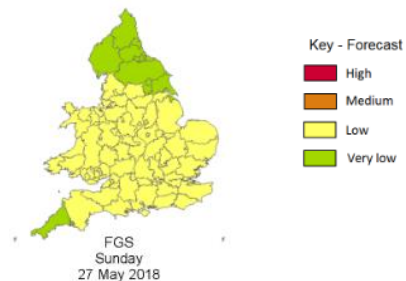 Key - Forecast
High
Medium
Low
Very low
FGS
Sunday
27 May 2018